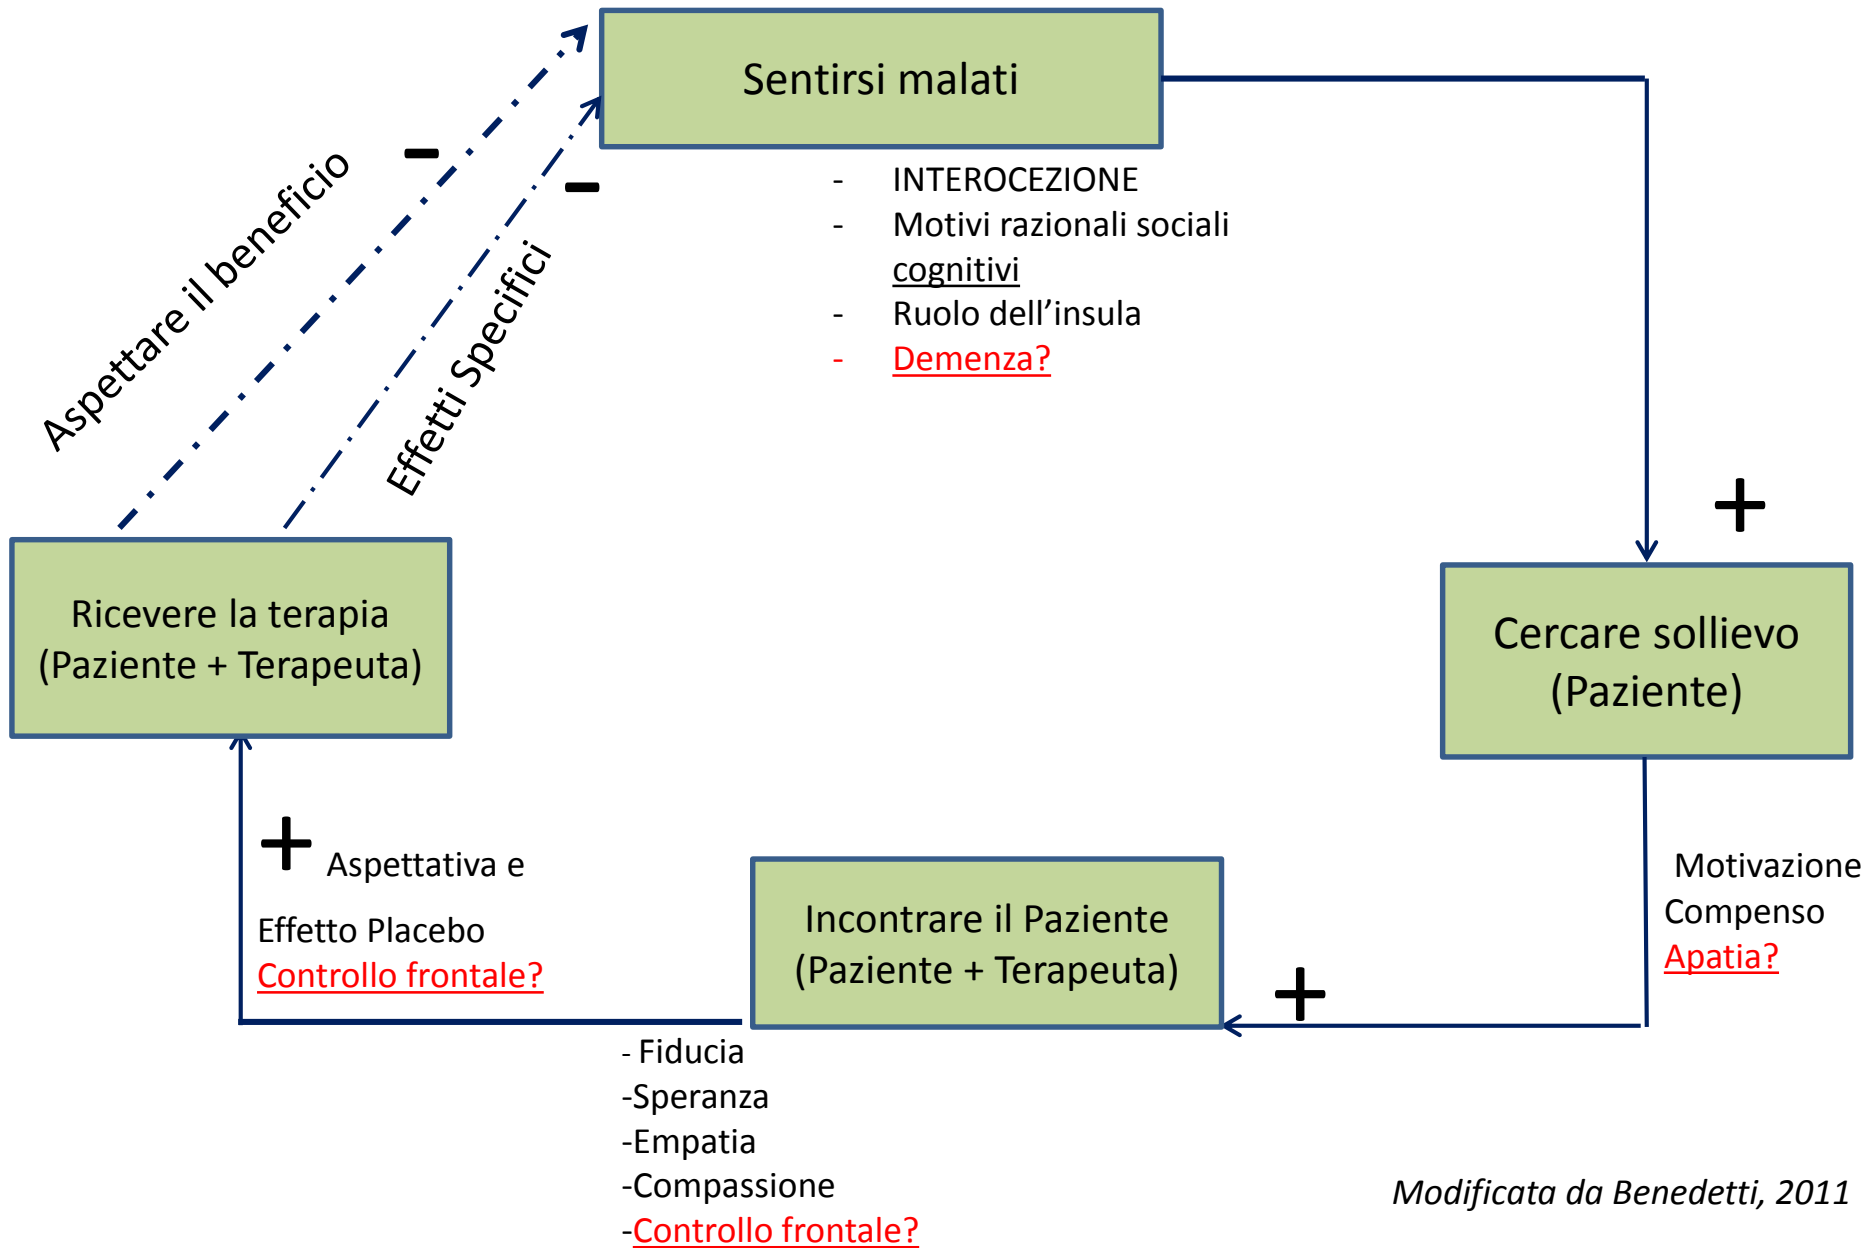 Sentirsi malati
- INTEROCEZIONE
- Motivi razionali sociali
cognitivi
- Ruolo dell’insula
- Demenza?
Aspettare il beneficio
-
Effetti Specifici
-
+
Cercare sollievo
(Paziente)
Motivazione
Compenso
Apatia?
+
Incontrare il Paziente
(Paziente + Terapeuta)
- Fiducia
-Speranza
-Empatia
-Compassione
-Controllo frontale?
+ Aspettativa e
Effetto Placebo
Controllo frontale?
Ricevere la terapia
(Paziente + Terapeuta)
Modificata da Benedetti, 2011